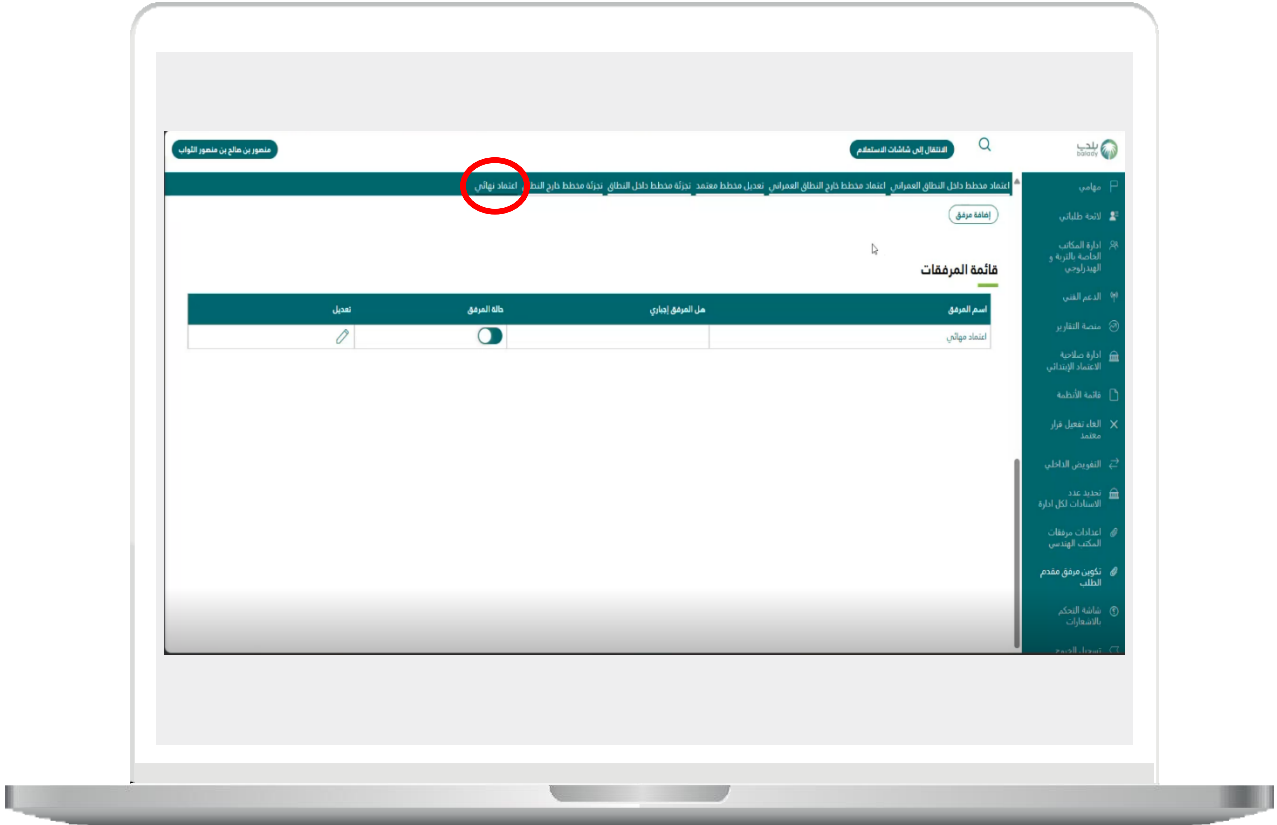 بلدي
balady
الانتقال إلى شاشات الاستعلام
منصور بن صالح بن منصور التواب
مهامي
لائحة طلباتي
ادارة المكاتب
الخاصة بالتربة و
الهيدرولوجي
الدعم الفني
منصة التقارير
ادارة صلاحية
الاعتماد الإبتدائي
قائمة الأنظمة
الغاء تفعيل قرار
معتمد
التفويض الداخلي
تحديد عدد
الاسنادات لكل ادارة
اعدادات مرفقات
المكتب الهندسي
تكوين مرفق مقدم
الطلب
شاشة التحكم
بالاشعارات
اعتماد مخطط داخل النطاق العمراني اعتماد مخطط خارج النطاق العمراني تعديل مخطط معتمد تجزئة مخطط داخل النطاق تجزئة مخطط خارج النطاق اعتماد نهائي
إضافة مرفق
قائمة المرفقات
اسم المرفق هل المرفق إجباري حالة المرفق تعديل
اعتماد مهائي